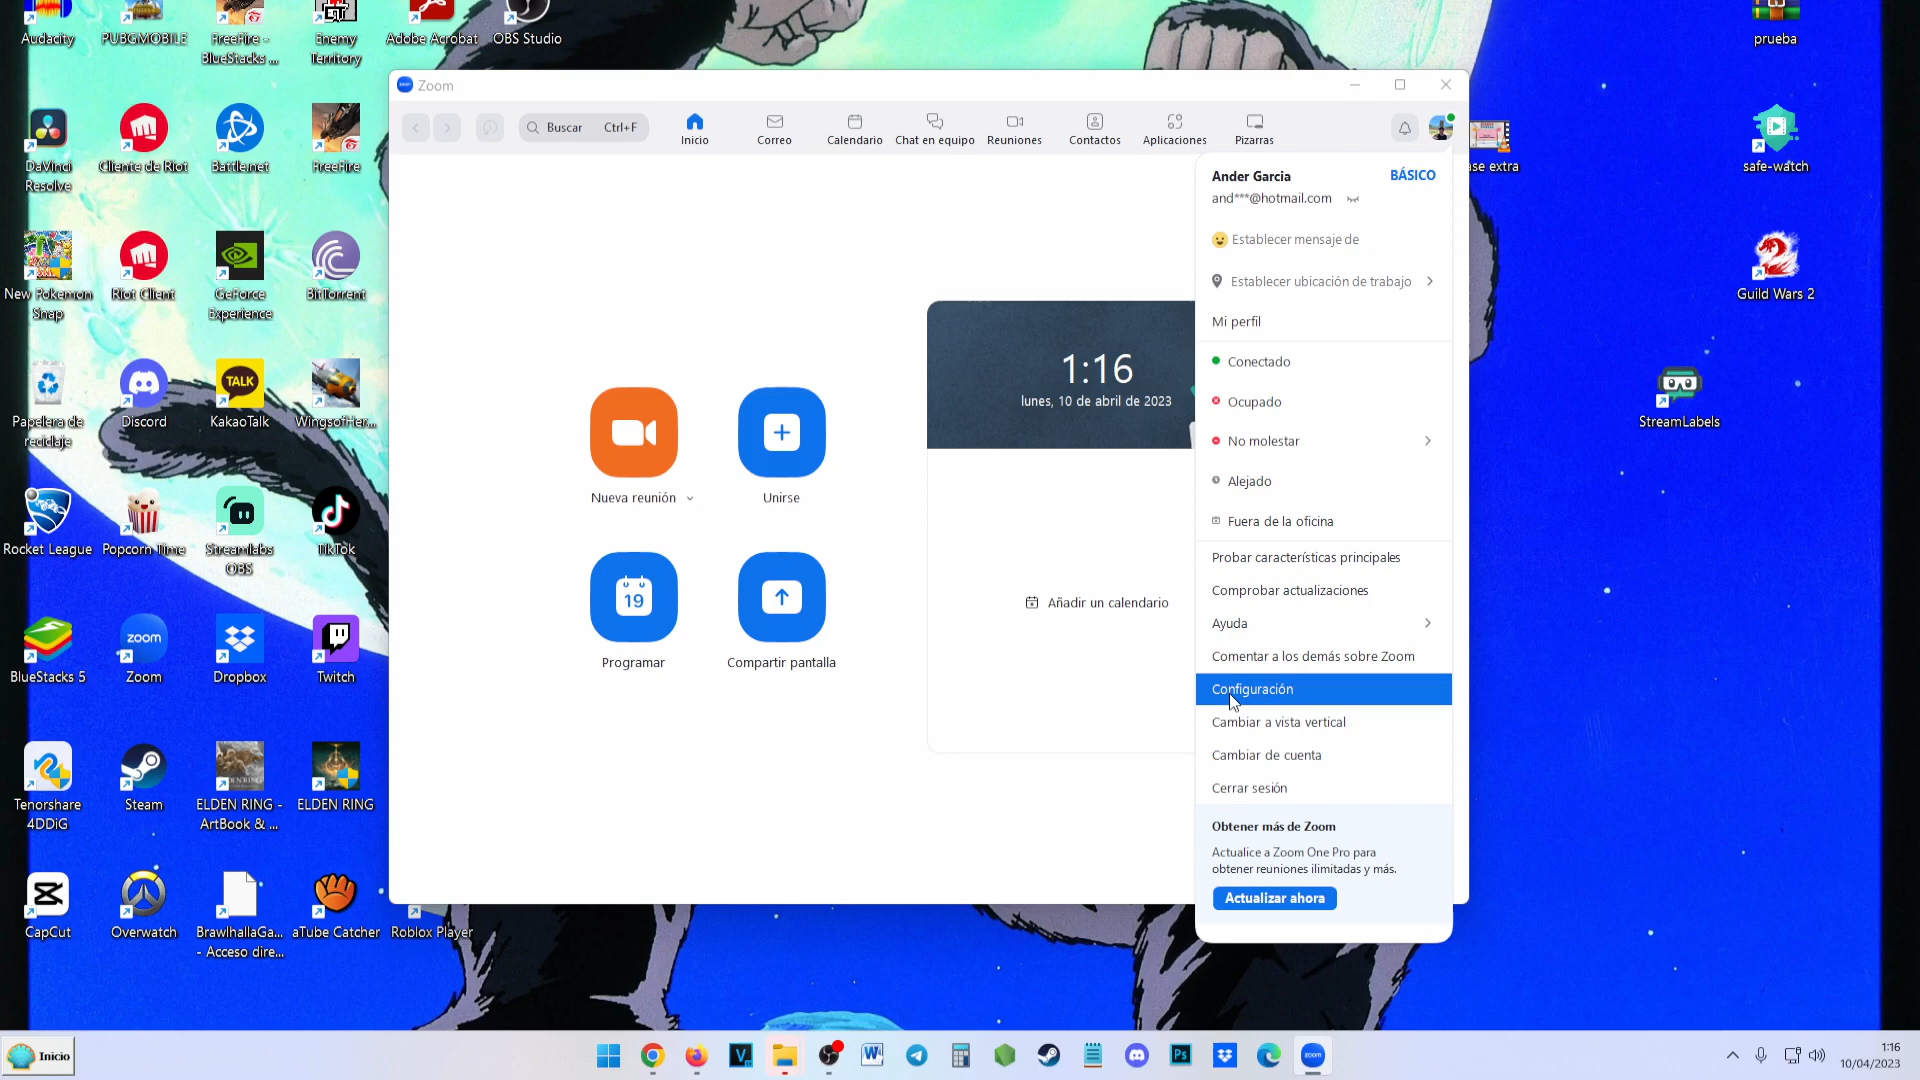 Audacity
PUBGMOBILE
FreeFire -
BlueStacks ...
Enemy
Territory
Adobe Acrobat
OBS Studio
prueba
DaVinci
Resolve
Cliente de Riot
Battle.net
FreeFire
safe-watch
New Pokemon
Snap
Riot Client
GeForce
Experience
BitTorrent
Guild Wars 2
Papelera de
reciclaje
Discord
TALK
KakaoTalk
WingsofHer...
StreamLabels
Rocket League
Popcorn Time
Streamlabs
OBS
TikTok
BlueStacks 5
zoom
Zoom
Dropbox
Twitch
Tenorshare
4DDiG
Steam
ELDEN RING -
ArtBook & ...
ELDEN RING
CapCut
Overwatch
BrawlhallaGa...
- Acceso dire...
aTube Catcher
Roblox Player
Zoom
Buscar Ctrl+F
Inicio
Correo
Calendario
Chat en equipo
Reuniones
Contactos
Aplicaciones
Pizarras
ase extra
Nueva reunión
Unirse
19
Programar
Compartir pantalla
1:16
lunes, 10 de abril de 2023
Añadir un calendario
Ander Garcia BÁSICO
and***@hotmail.com
Establecer mensaje de
Establecer ubicación de trabajo
Mi perfil
Conectado
Ocupado
No molestar
Alejado
Fuera de la oficina
Probar características principales
Comprobar actualizaciones
Ayuda
Comentar a los demás sobre Zoom
Configuración
Cambiar a vista vertical
Cambiar de cuenta
Cerrar sesión
Obtener más de Zoom
Actualice a Zoom One Pro para
obtener reuniones ilimitadas y más.
Actualizar ahora
Inicio
V
W
Ps
zoom
1:16
10/04/2023